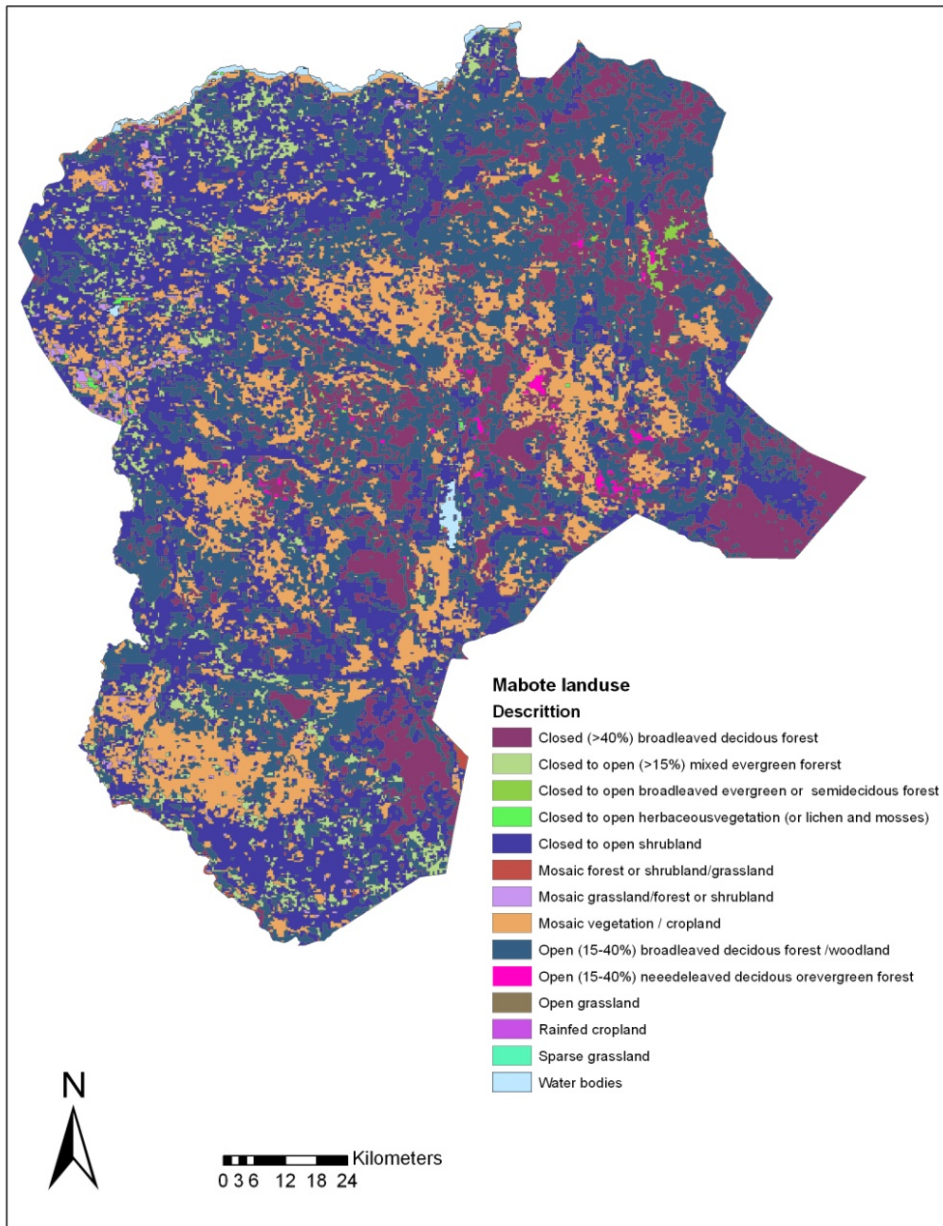 Mabote landuse
Descrittion
Closed (>40%) broadleaved decidous forest
Closed to open (>15%) mixed evergreen forerst
Closed to open broadleaved evergreen or  semidecidous forest
Closed to open herbaceousvegetation (or lichen and mosses)
Closed to open shrubland
Mosaic forest or shrubland/grassland
Mosaic grassland/forest or shrubland
Mosaic vegetation / cropland
Open (15-40%) broadleaved decidous forest /woodland
Open (15-40%) neeedeleaved decidous orevergreen forest
Open grassland
Rainfed cropland
Sparse grassland
Water bodies
N
Kilometers
0 3 6 12 18 24